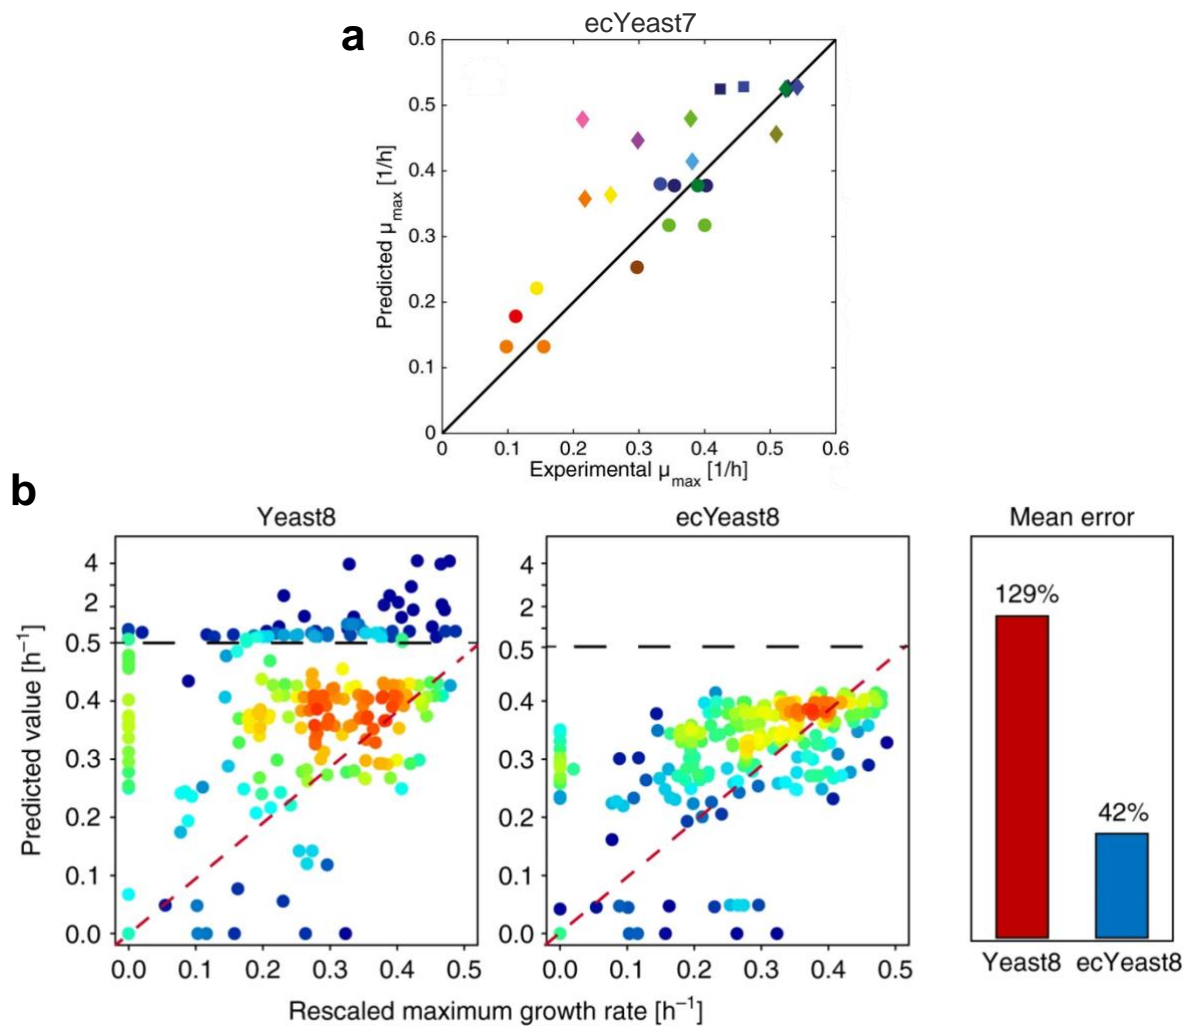 a
ecYeast7
0.6
0.5
0.4
0.3
0.2
0.1
0
Predicted μmax [1/h]
0 0.1 0.2 0.3 0.4 0.5 0.6
Experimental μmax [1/h]
b
Yeast8 ecYeast8 Mean error
4 4
2 2
0.5 0.5
0.4 0.4
0.3 0.3
0.2 0.2
0.1 0.1
0.0 0.0
Predicted value [h⁻¹]
129%
42%
0.0 0.1 0.2 0.3 0.4 0.5 0.0 0.1 0.2 0.3 0.4 0.5 Yeast8 ecYeast8
Rescaled maximum growth rate [h⁻¹]